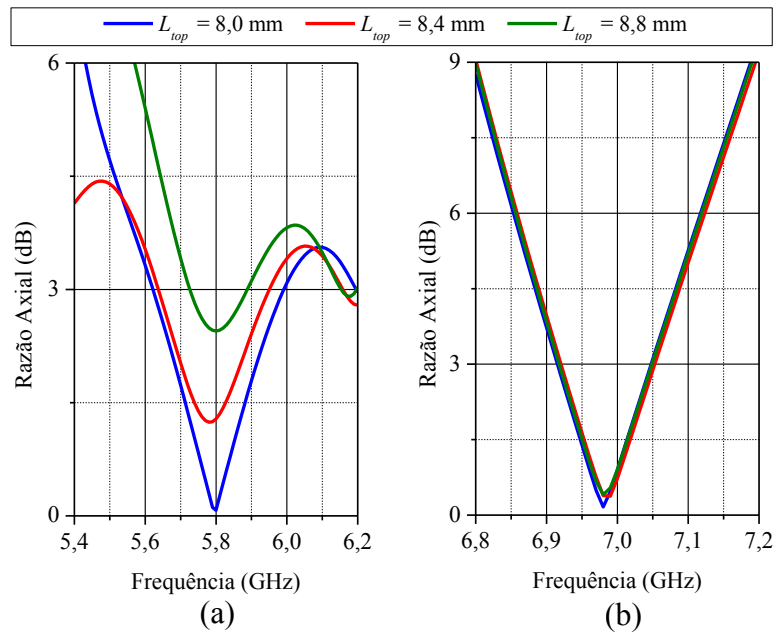 L_top = 8,0 mm L_top = 8,4 mm L_top = 8,8 mm
6
3
0
Razão Axial (dB)
5,4 5,6 5,8 6,0 6,2
Frequência (GHz)
(a)
9
6
3
0
Razão Axial (dB)
6,8 6,9 7,0 7,1 7,2
Frequência (GHz)
(b)